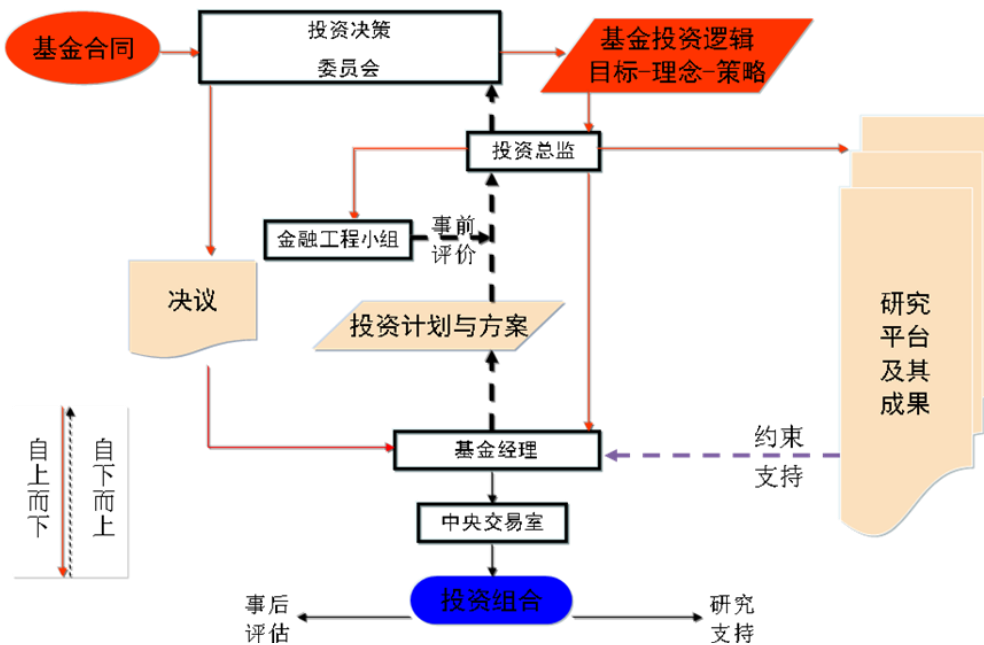 基金合同
投资决策
委员会
基金投资逻辑
目标-理念-策略
投资总监
金融工程小组
事前
评价
决议
投资计划与方案
研究
平台
及其
成果
自上而下
自下而上
基金经理
约束
支持
中央交易室
投资组合
事后
评估
研究
支持